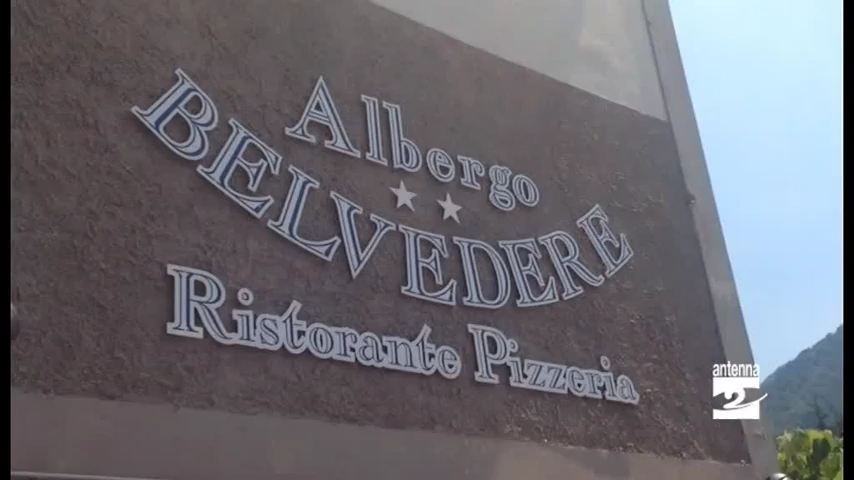 Albergo
BELVEDERE
Ristorante Pizzeria
antenna
2